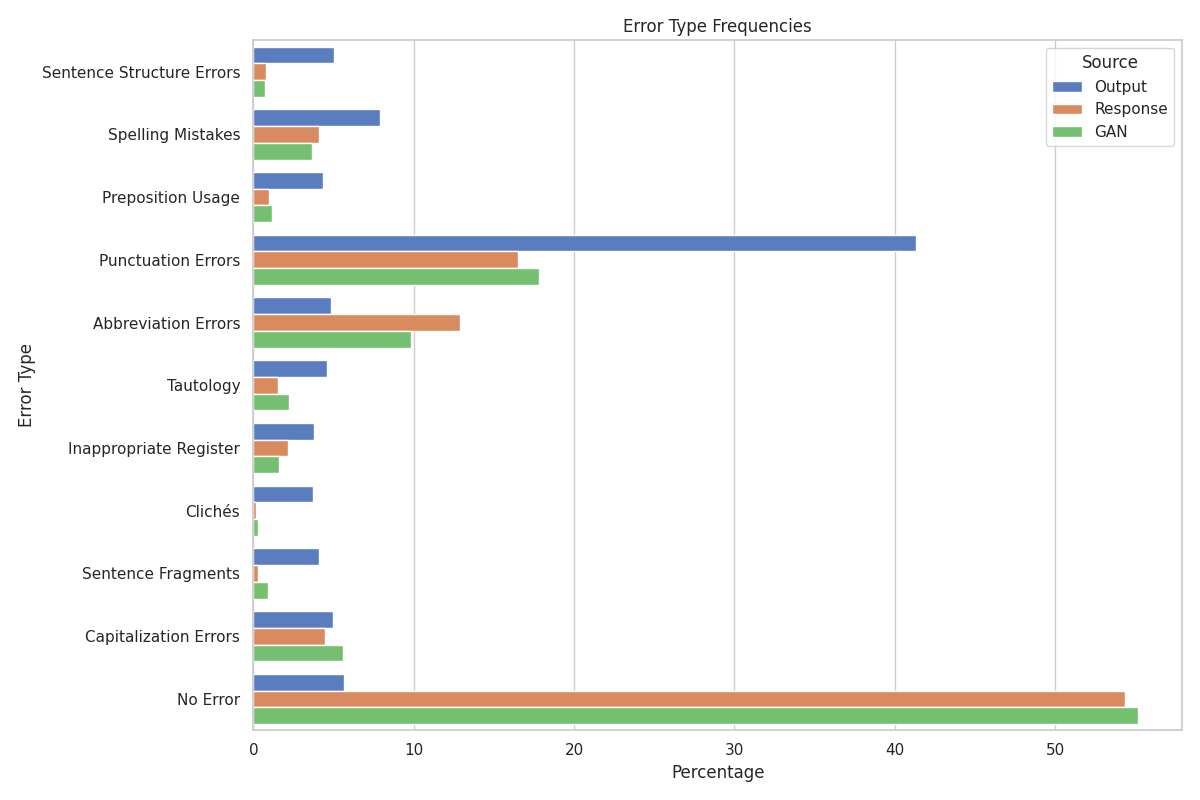 Error Type Frequencies
Source
Output
Response
GAN
Error Type
Sentence Structure Errors
Spelling Mistakes
Preposition Usage
Punctuation Errors
Abbreviation Errors
Tautology
Inappropriate Register
Clichés
Sentence Fragments
Capitalization Errors
No Error
0 10 20 30 40 50
Percentage